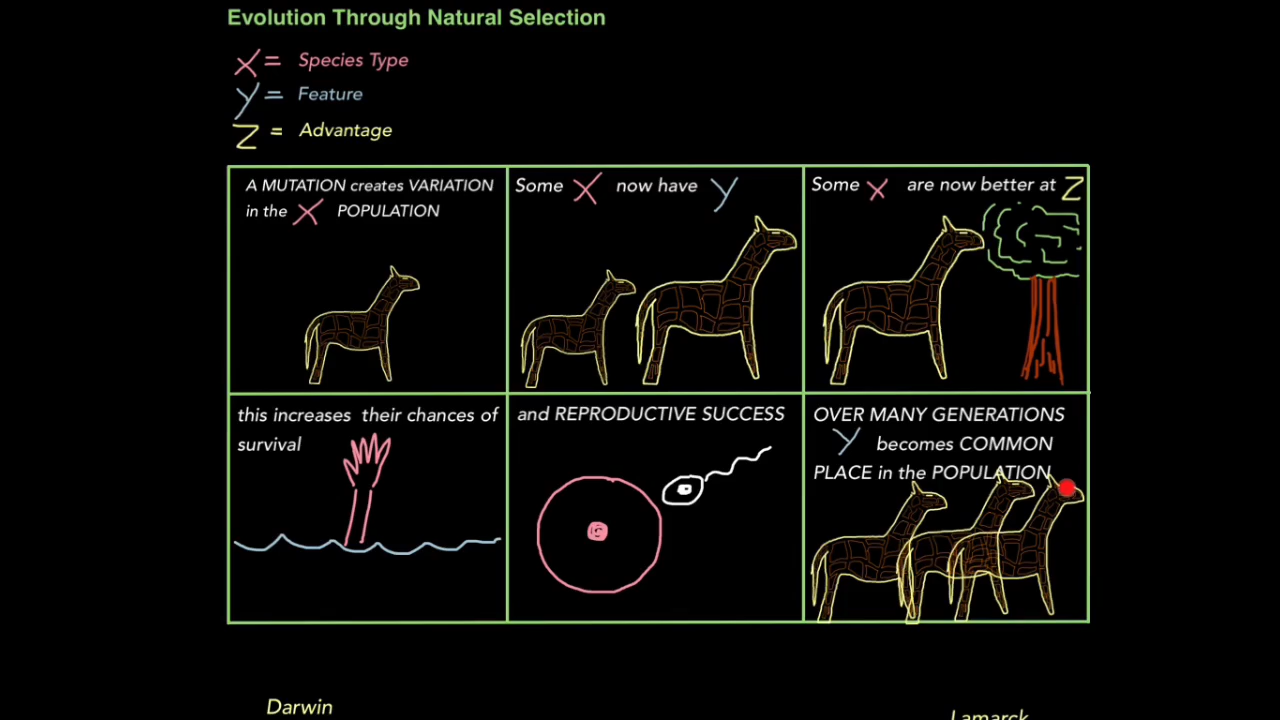 Evolution Through Natural Selection
X = Species Type
Y = Feature
Z = Advantage
A MUTATION creates VARIATION
in the X POPULATION
Some X now have Y
Some X are now better at Z
this increases their chances of
survival
and REPRODUCTIVE SUCCESS
OVER MANY GENERATIONS
Y becomes COMMON
PLACE in the POPULATION
Darwin
Lamarck